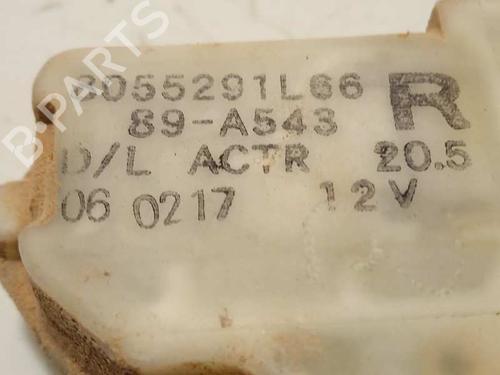 B-PARTS
8055291L66 R
89-A543
D/L ACTR 20.5
06 0217 12V